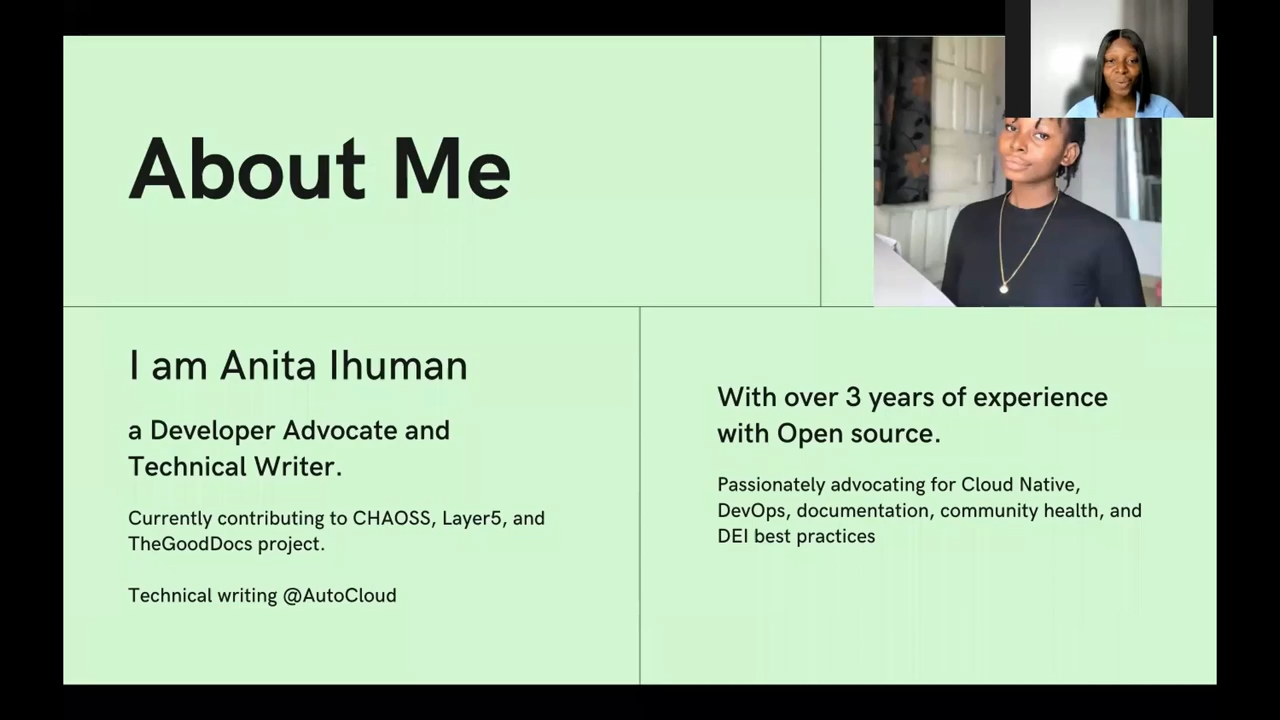 About Me
I am Anita Ihuman
a Developer Advocate and
Technical Writer.
Currently contributing to CHAOSS, Layer5, and
TheGoodDocs project.
Technical writing @AutoCloud
With over 3 years of experience
with Open source.
Passionately advocating for Cloud Native,
DevOps, documentation, community health, and
DEI best practices